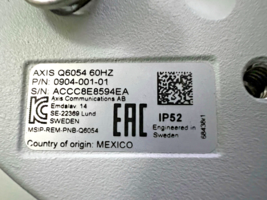 AXIS Q6054 60HZ
P/N: 0904-001-01
S/N: ACCC8E8594EA
Axis Communications AB
Emdalav. 14
SE-22369 Lund
SWEDEN
MSIP-REM-PNB-Q6054
EAC
IP52
Engineered in
Sweden
Country of origin: MEXICO